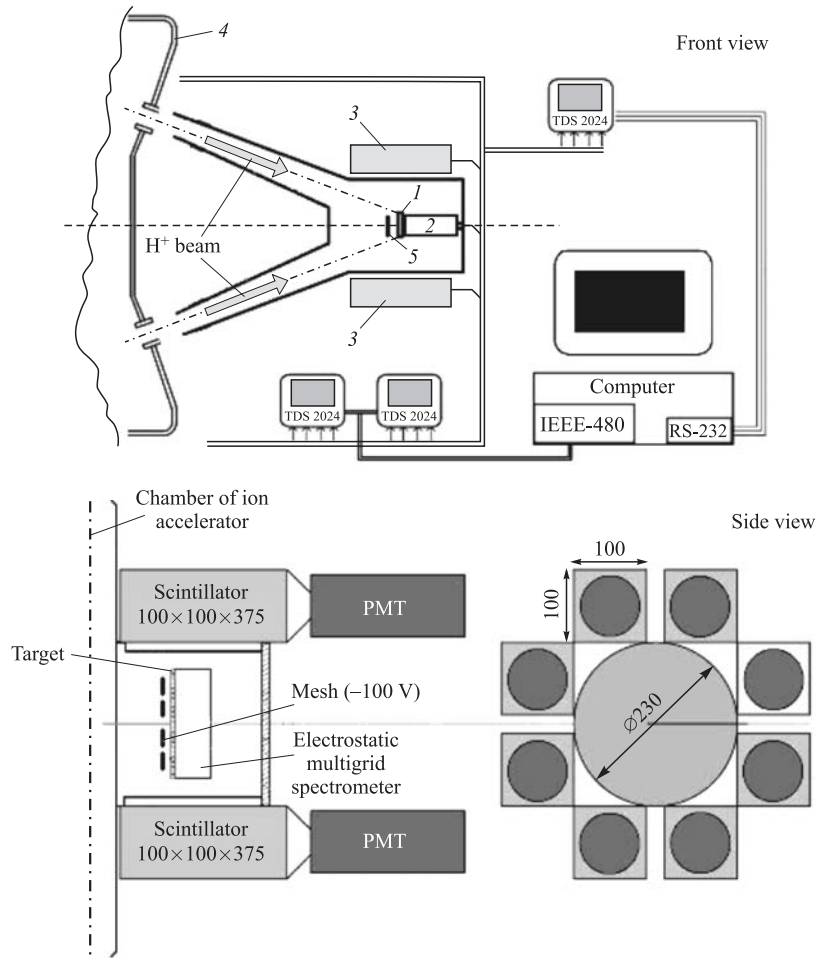 4
Front view
3
TDS 2024
1
2
H⁺ beam
5
3
Computer
TDS 2024
TDS 2024
IEEE-480
RS-232
Chamber of ion
accelerator
Side view
100
Scintillator
100×100×375
PMT
100
Target
Mesh (–100 V)
Ø230
Electrostatic
multigrid
spectrometer
Scintillator
100×100×375
PMT